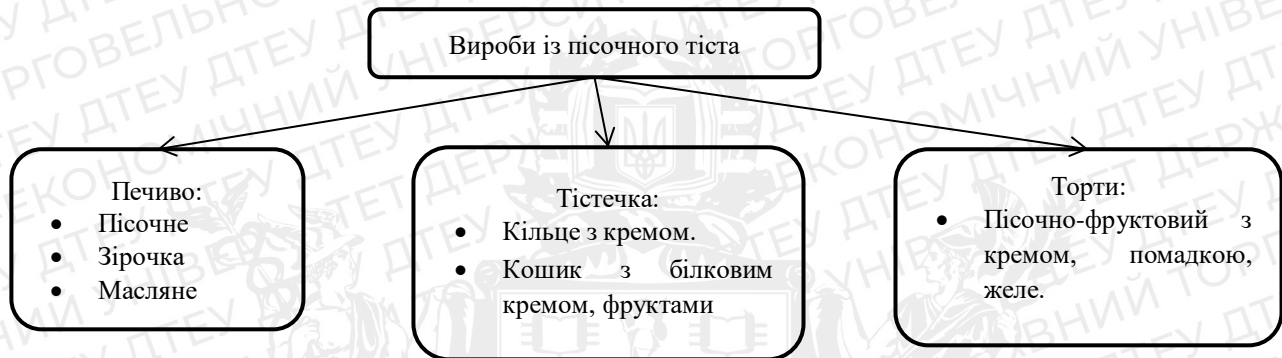 Вироби із пісочного тіста
Печиво:
• Пісочне
• Зірочка
• Масляне
Тістечка:
• Кільце з кремом.
• Кошик з білковим
кремом, фруктами
Торти:
• Пісочно-фруктовий з
кремом, помадкою,
желе.